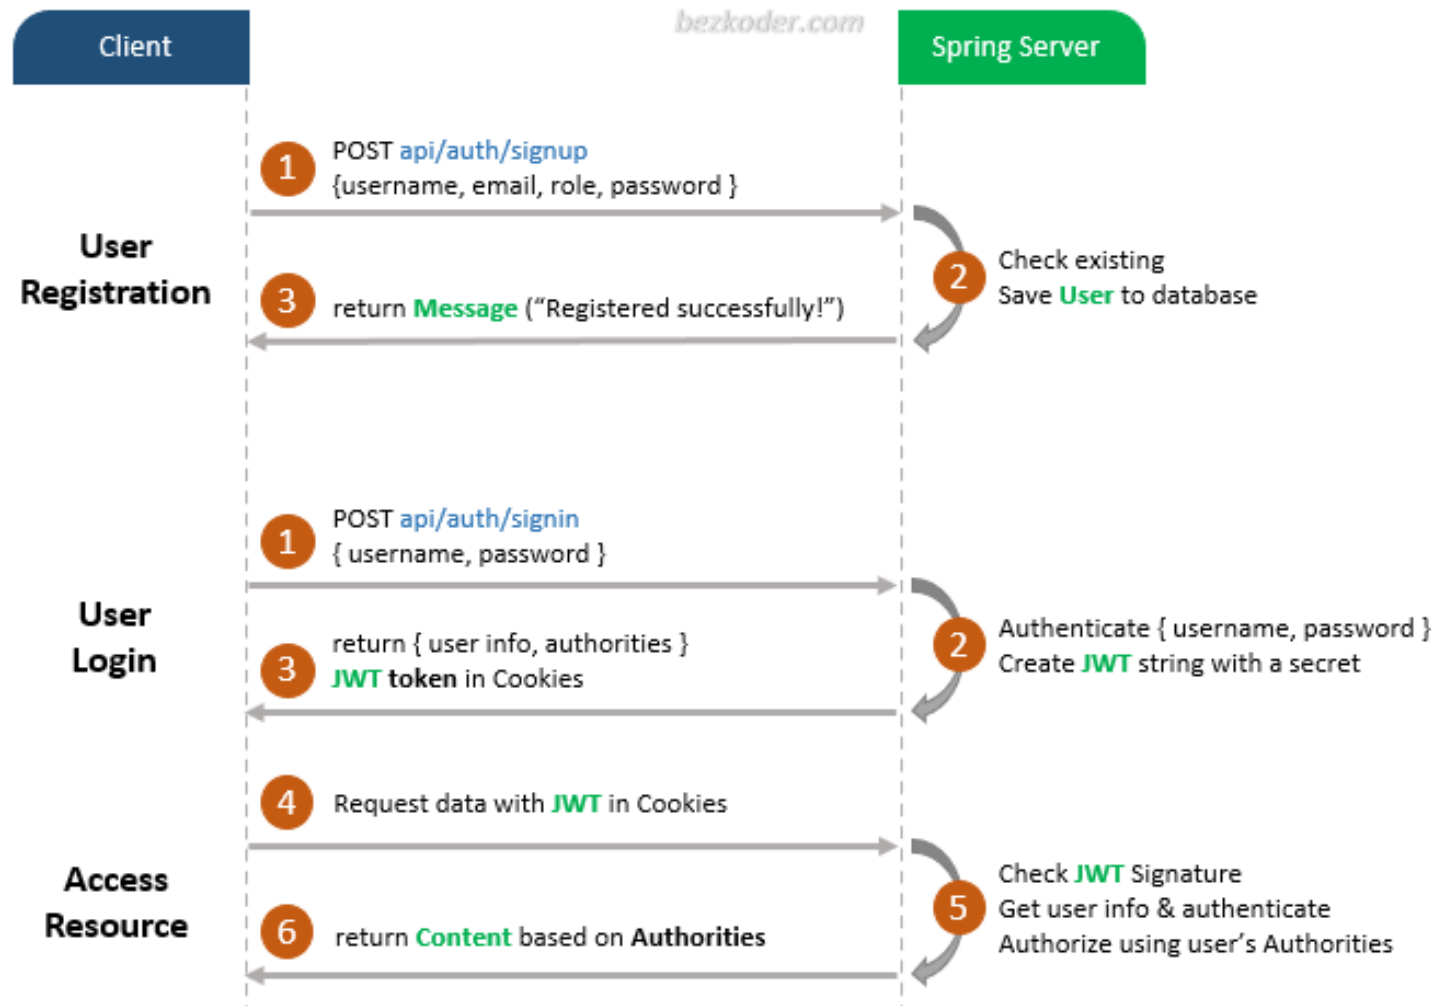 Client
bezkoder.com
Spring Server
User
Registration
1
POST api/auth/signup
{username, email, role, password }
2
Check existing
Save User to database
3
return Message (“Registered successfully!”)
User
Login
1
POST api/auth/signin
{ username, password }
2
Authenticate { username, password }
Create JWT string with a secret
3
return { user info, authorities }
JWT token in Cookies
Access
Resource
4
Request data with JWT in Cookies
5
Check JWT Signature
Get user info & authenticate
Authorize using user’s Authorities
6
return Content based on Authorities